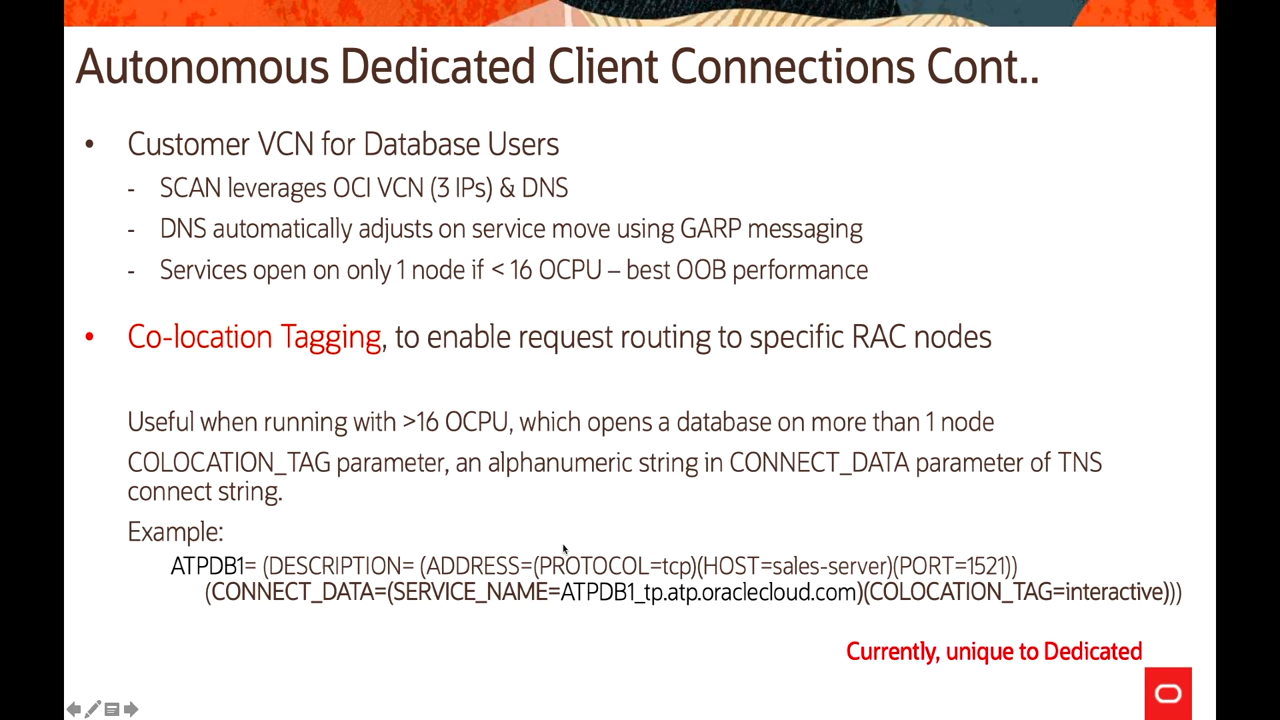 Autonomous Dedicated Client Connections Cont..
• Customer VCN for Database Users
- SCAN leverages OCI VCN (3 IPs) & DNS
- DNS automatically adjusts on service move using GARP messaging
- Services open on only 1 node if < 16 OCPU – best OOB performance
• Co-location Tagging, to enable request routing to specific RAC nodes
Useful when running with >16 OCPU, which opens a database on more than 1 node
COLOCATION_TAG parameter, an alphanumeric string in CONNECT_DATA parameter of TNS
connect string.
Example:
ATPDB1= (DESCRIPTION= (ADDRESS=(PROTOCOL=tcp)(HOST=sales-server)(PORT=1521))
(CONNECT_DATA=(SERVICE_NAME=ATPDB1_tp.atp.oraclecloud.com)(COLOCATION_TAG=interactive)))
Currently, unique to Dedicated